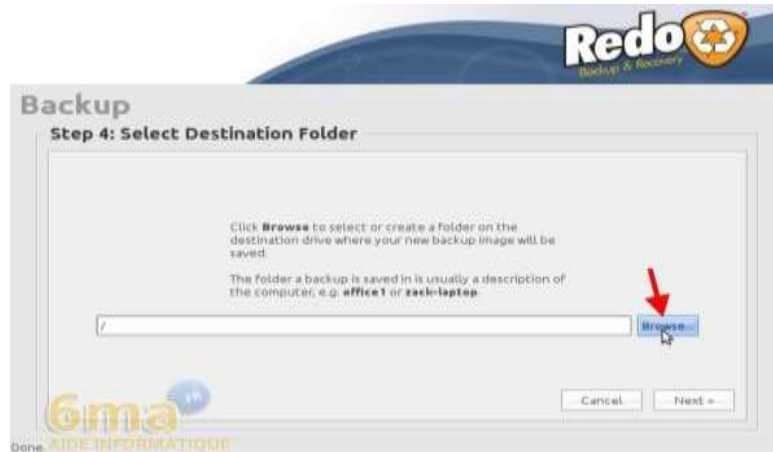 Redo
Backup & Recovery
Backup
Step 4: Select Destination Folder
Click Browse to select or create a folder on the
destination drive where your new backup image will be
saved.
The folder a backup is saved in is usually a description of
the computer, e.g. office1 or zack-laptop.
/
Browse...
Cancel
Next »
6ma
AIDE INFORMATIQUE
Done.